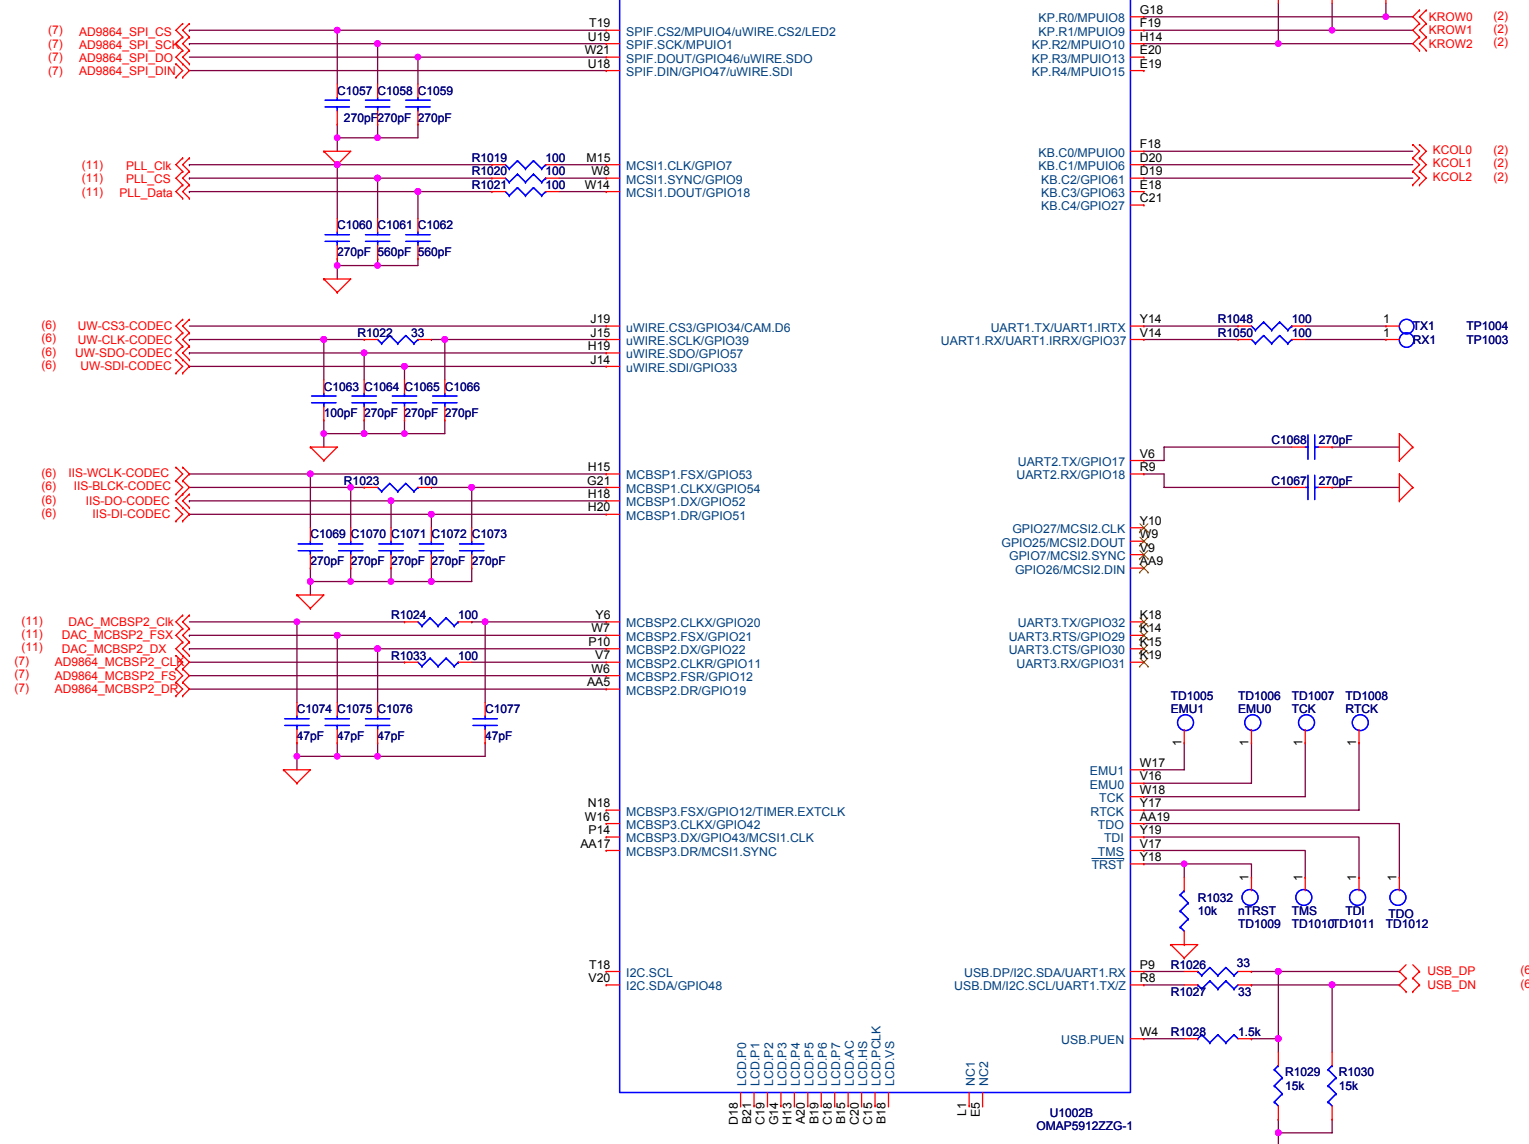 (7) AD9864_SPI_CS T19 SPIF.CS2/MPUIO4/uWIRE.CS2/LED2
(7) AD9864_SPI_SCK U19 SPIF.SCK/MPUIO1
(7) AD9864_SPI_DO W21 SPIF.DOUT/GPIO46/uWIRE.SDO
(7) AD9864_SPI_DIN U18 SPIF.DIN/GPIO47/uWIRE.SDI
C1057 C1058 C1059
270pF 270pF 270pF
(11) PLL_Clk R1019 100 M15 MCSI1.CLK/GPIO7
(11) PLL_CS R1020 100 W8 MCSI1.SYNC/GPIO9
(11) PLL_Data R1021 100 W14 MCSI1.DOUT/GPIO18
C1060 C1061 C1062
270pF 560pF 560pF
(6) UW-CS3-CODEC J19 uWIRE.CS3/GPIO34/CAM.D6
(6) UW-CLK-CODEC R1022 33 J15 uWIRE.SCLK/GPIO39
(6) UW-SDO-CODEC H19 uWIRE.SDO/GPIO57
(6) UW-SDI-CODEC J14 uWIRE.SDI/GPIO33
C1063 C1064 C1065 C1066
100pF 270pF 270pF 270pF
(6) IIS-WCLK-CODEC H15 MCBSP1.FSX/GPIO53
(6) IIS-BLCK-CODEC R1023 100 G21 MCBSP1.CLKX/GPIO54
(6) IIS-DO-CODEC H18 MCBSP1.DX/GPIO52
(6) IIS-DI-CODEC H20 MCBSP1.DR/GPIO51
C1069 C1070 C1071 C1072 C1073
270pF 270pF 270pF 270pF 270pF
(11) DAC_MCBSP2_Clk R1024 100 Y6 MCBSP2.CLKX/GPIO20
(11) DAC_MCBSP2_FSX W7 MCBSP2.FSX/GPIO21
(11) DAC_MCBSP2_DX P10 MCBSP2.DX/GPIO22
(7) AD9864_MCBSP2_CLK R1033 100 V7 MCBSP2.CLKR/GPIO11
(7) AD9864_MCBSP2_FS W6 MCBSP2.FSR/GPIO12
(7) AD9864_MCBSP2_DR AA5 MCBSP2.DR/GPIO19
C1074 C1075 C1076 C1077
47pF 47pF 47pF 47pF
N18 MCBSP3.FSX/GPIO12/TIMER.EXTCLK
W16 MCBSP3.CLKX/GPIO42
P14 MCBSP3.DX/GPIO43/MCSI1.CLK
AA17 MCBSP3.DR/MCSI1.SYNC
T18 I2C.SCL
V20 I2C.SDA/GPIO48
KP.R0/MPUIO8 G18 KROW0 (2)
KP.R1/MPUIO9 F19 KROW1 (2)
KP.R2/MPUIO10 H14 KROW2 (2)
KP.R3/MPUIO13 E20
KP.R4/MPUIO15 E19
KB.C0/MPUIO0 F18 KCOL0 (2)
KB.C1/MPUIO6 D20 KCOL1 (2)
KB.C2/GPIO61 D19 KCOL2 (2)
KB.C3/GPIO63 E18
KB.C4/GPIO27 C21
UART1.TX/UART1.IRTX Y14 R1048 100 1 TX1 TP1004
UART1.RX/UART1.IRRX/GPIO37 V14 R1050 100 1 RX1 TP1003
C1068 270pF
UART2.TX/GPIO17 V6
UART2.RX/GPIO18 R9
C1067 270pF
GPIO27/MCSI2.CLK Y10
GPIO25/MCSI2.DOUT W9
GPIO7/MCSI2.SYNC V9
GPIO26/MCSI2.DIN AA9
UART3.TX/GPIO32 K18
UART3.RTS/GPIO29 K14
UART3.CTS/GPIO30 K15
UART3.RX/GPIO31 K19
TD1005 TD1006 TD1007 TD1008
EMU1 EMU0 TCK RTCK
1 1 1 1
EMU1 W17
EMU0 V16
TCK W18
RTCK Y17
TDO AA19
TDI Y19
TMS V17
TRST Y18
1 1 1 1
R1032
10k
nTRST TMS TDI TDO
TD1009 TD1010 TD1011 TD1012
USB.DP/I2C.SDA/UART1.RX P9 R1026 33 USB_DP (6
USB.DM/I2C.SCL/UART1.TX/Z R8 R1027 33 USB_DN (6
USB.PUEN W4 R1028 1.5k
R1029 R1030
15k 15k
LCD.P0 LCD.P1 LCD.P2 LCD.P3 LCD.P4 LCD.P5 LCD.P6 LCD.P7 LCD.AC LCD.HS LCD.PCLK LCD.VS NC1 NC2
D18 B21 C19 G14 H13 A20 B19 C18 B15 C20 C15 B18 L1 E5
U1002B
OMAP5912ZZG-1